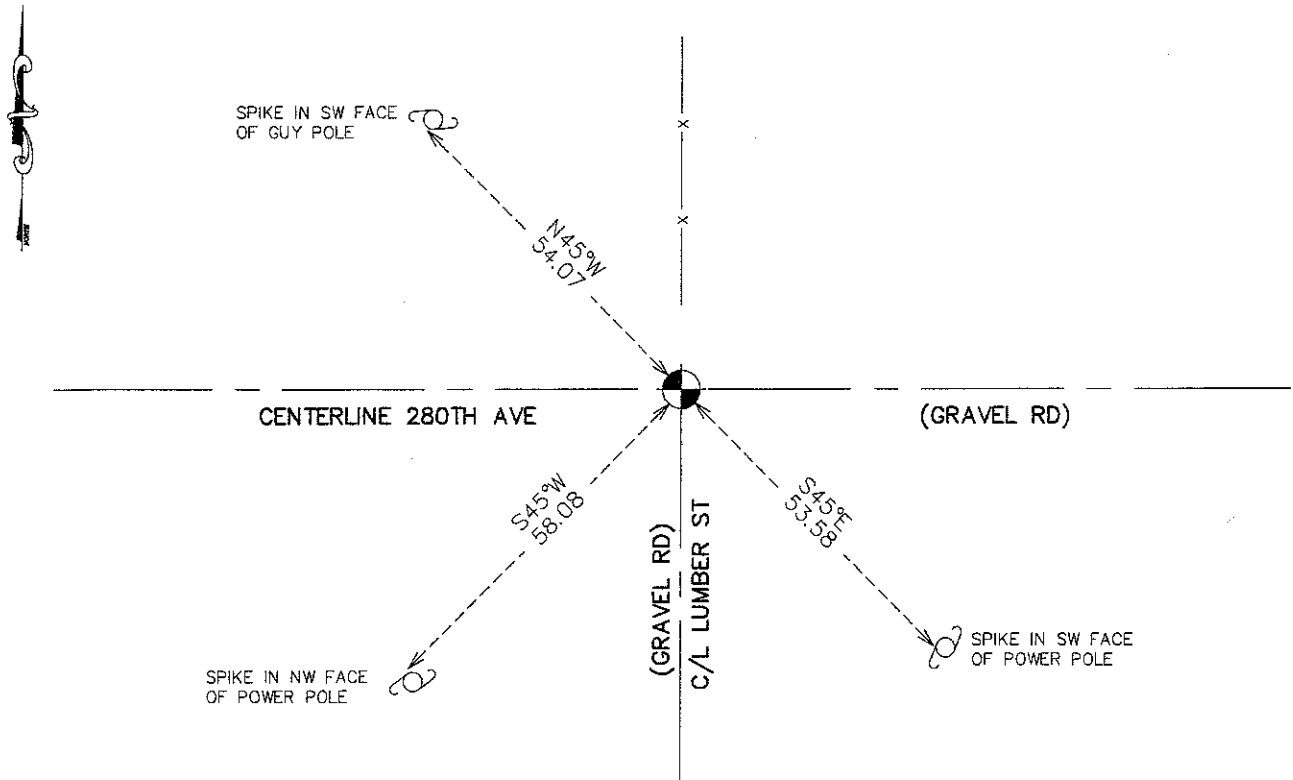 SPIKE IN SW FACE
OF GUY POLE
N45°W
54.07
CENTERLINE 280TH AVE
(GRAVEL RD)
S45°W
58.08
(GRAVEL RD)
C/L LUMBER ST
S45°E
53.58
SPIKE IN NW FACE
OF POWER POLE
SPIKE IN SW FACE
OF POWER POLE